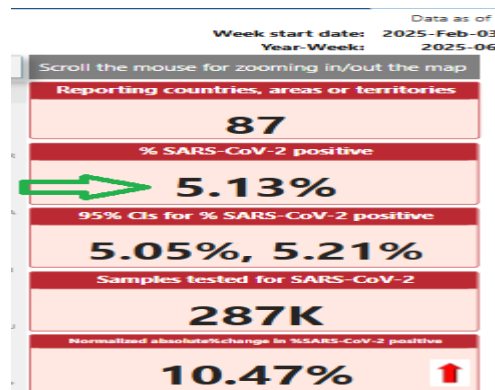 Data as of
Week start date: 2025-Feb-03
Year-Week: 2025-06
Scroll the mouse for zooming in/out the map
Reporting countries, areas or territories
87
% SARS-CoV-2 positive
5.13%
95% CIs for % SARS-CoV-2 positive
5.05%, 5.21%
Samples tested for SARS-CoV-2
287K
Normalized absolute%change in %SARS-CoV-2 positive
10.47%